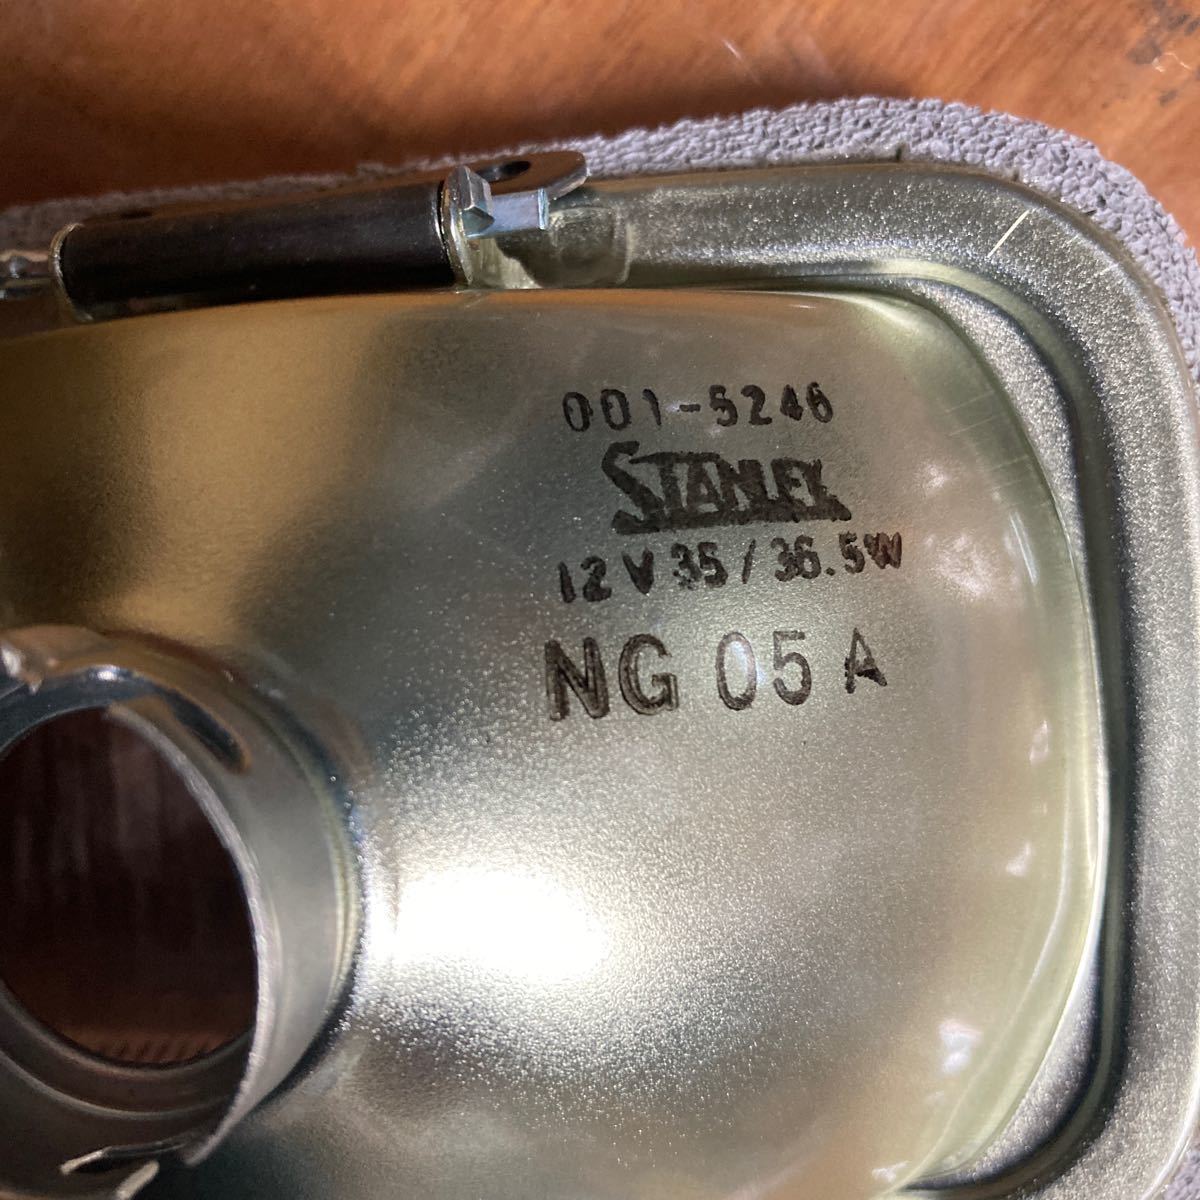 001-5246
STANLEY
12V 35/36.5W
NG 05 A